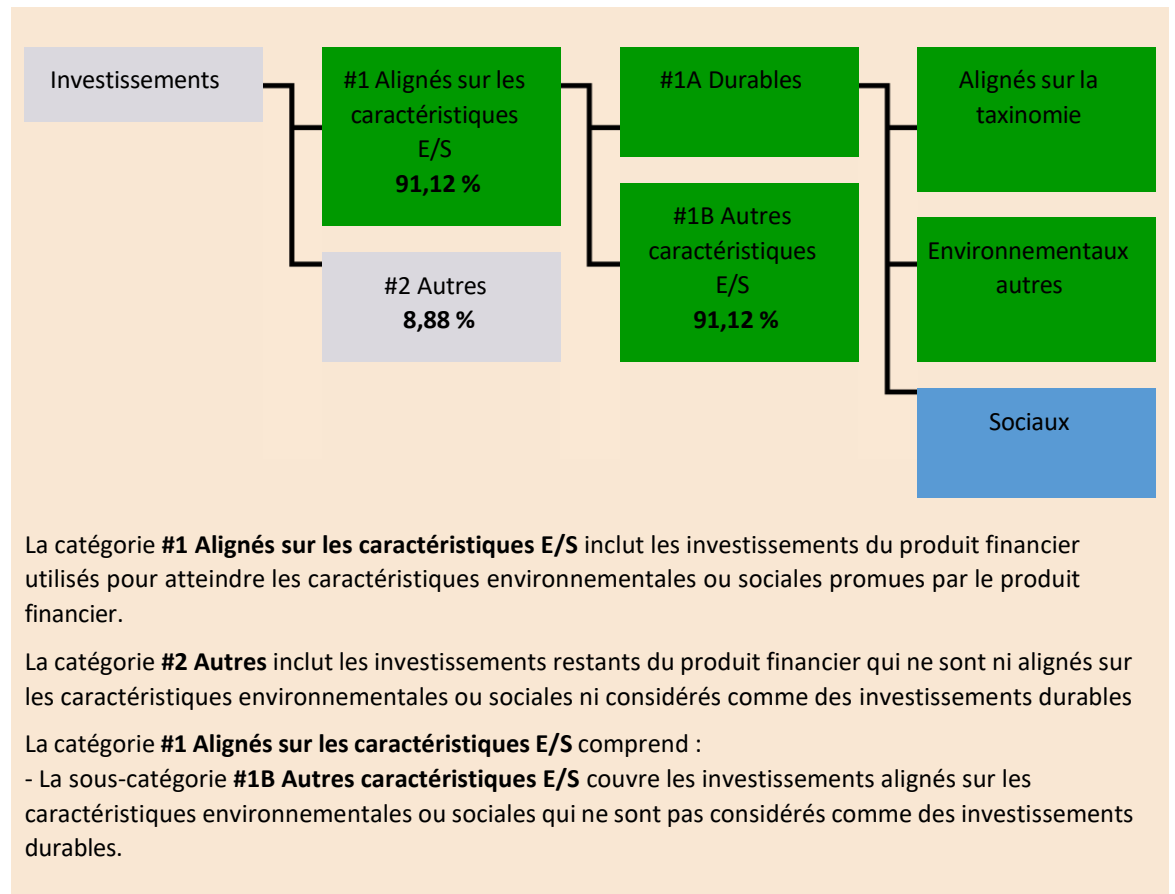 Investissements
#1 Alignés sur les
caractéristiques
E/S
91,12 %
#2 Autres
8,88 %
#1A Durables
#1B Autres
caractéristiques
E/S
91,12 %
Alignés sur la
taxinomie
Environnementaux
autres
Sociaux
La catégorie #1 Alignés sur les caractéristiques E/S inclut les investissements du produit financier
utilisés pour atteindre les caractéristiques environnementales ou sociales promues par le produit
financier.
La catégorie #2 Autres inclut les investissements restants du produit financier qui ne sont ni alignés sur
les caractéristiques environnementales ou sociales ni considérés comme des investissements durables
La catégorie #1 Alignés sur les caractéristiques E/S comprend :
- La sous-catégorie #1B Autres caractéristiques E/S couvre les investissements alignés sur les
caractéristiques environnementales ou sociales qui ne sont pas considérés comme des investissements
durables.